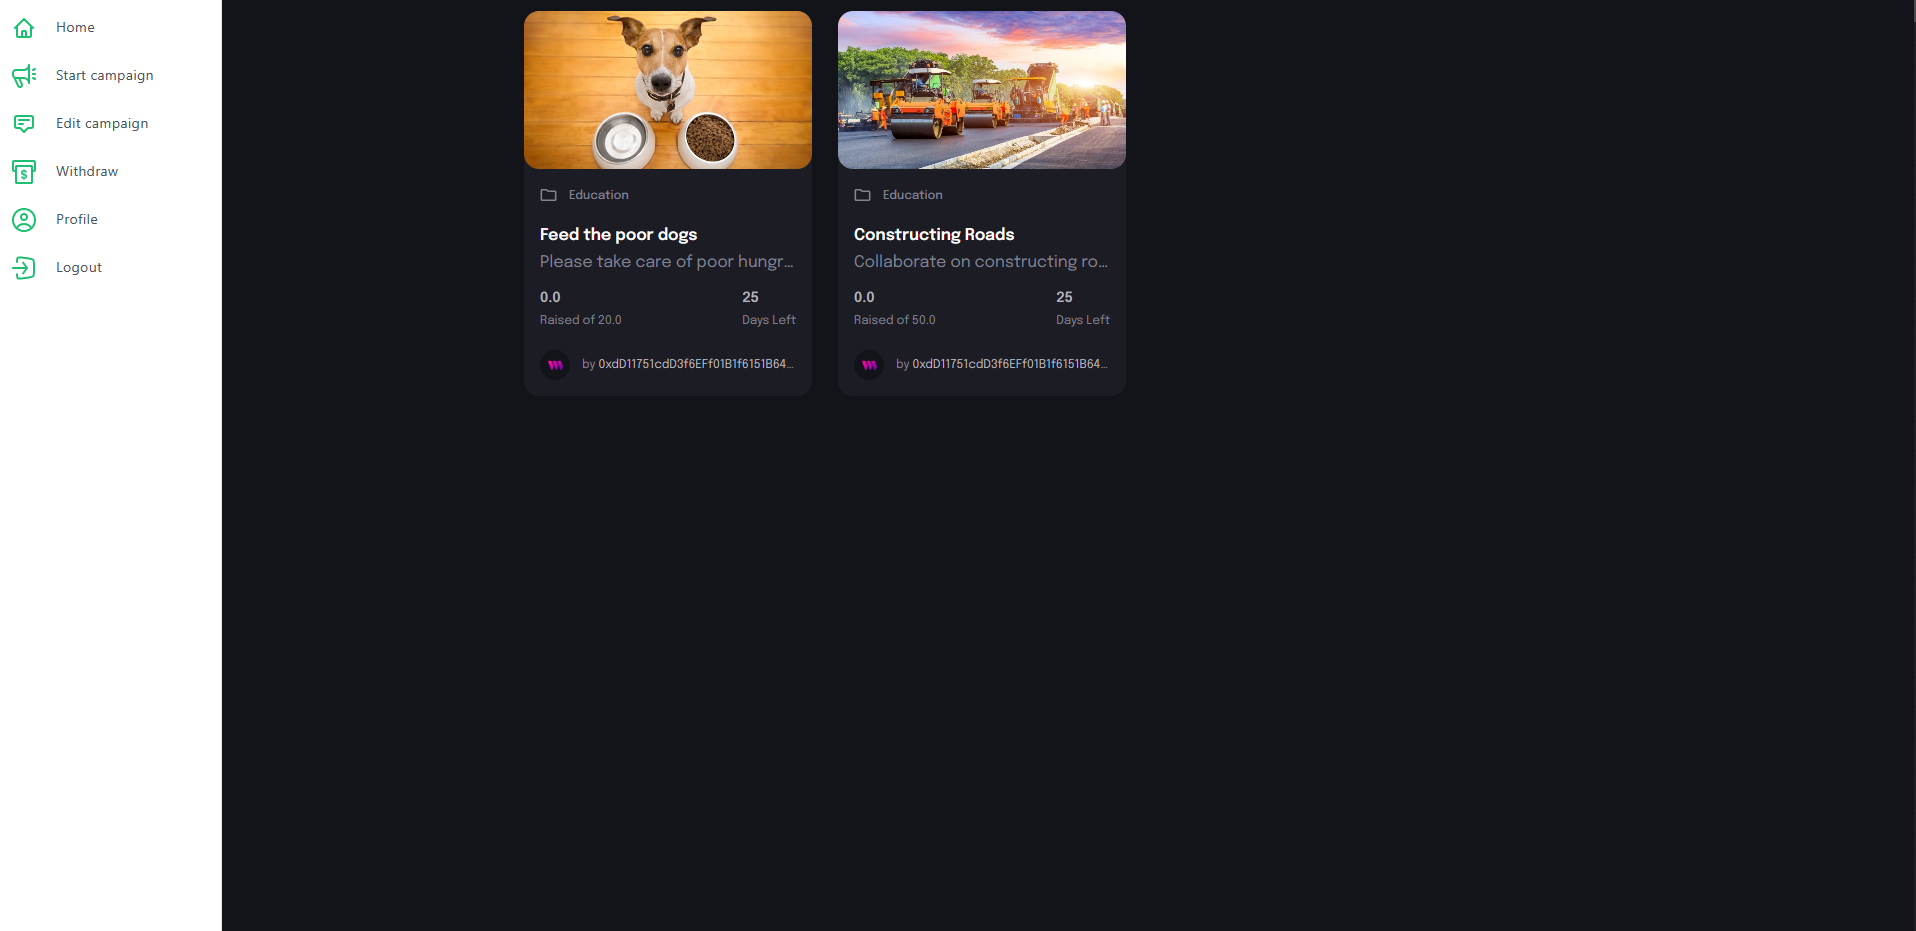 Home
Start campaign
Edit campaign
Withdraw
Profile
Logout
Education
Feed the poor dogs
Please take care of poor hungr...
0.0
25
Raised of 20.0
Days Left
by 0xdD11751cdD3f6EFf01B1f6151B64...
Education
Constructing Roads
Collaborate on constructing ro...
0.0
25
Raised of 50.0
Days Left
by 0xdD11751cdD3f6EFf01B1f6151B64...